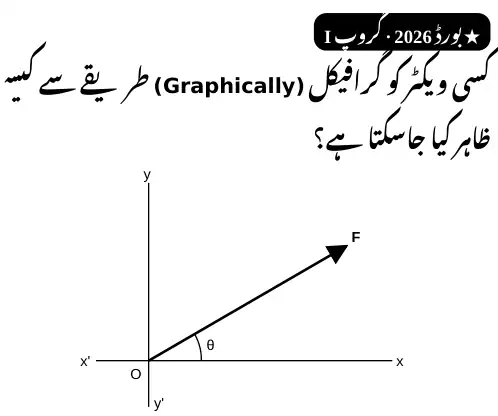 ★بورڈ 2026 · گروپ I
کسی ویکٹر کو گرافیکل (Graphically) طریقے سے کیسے
ظاہر کیا جاسکتا ہے؟
y
F
θ
x' x
O
y'